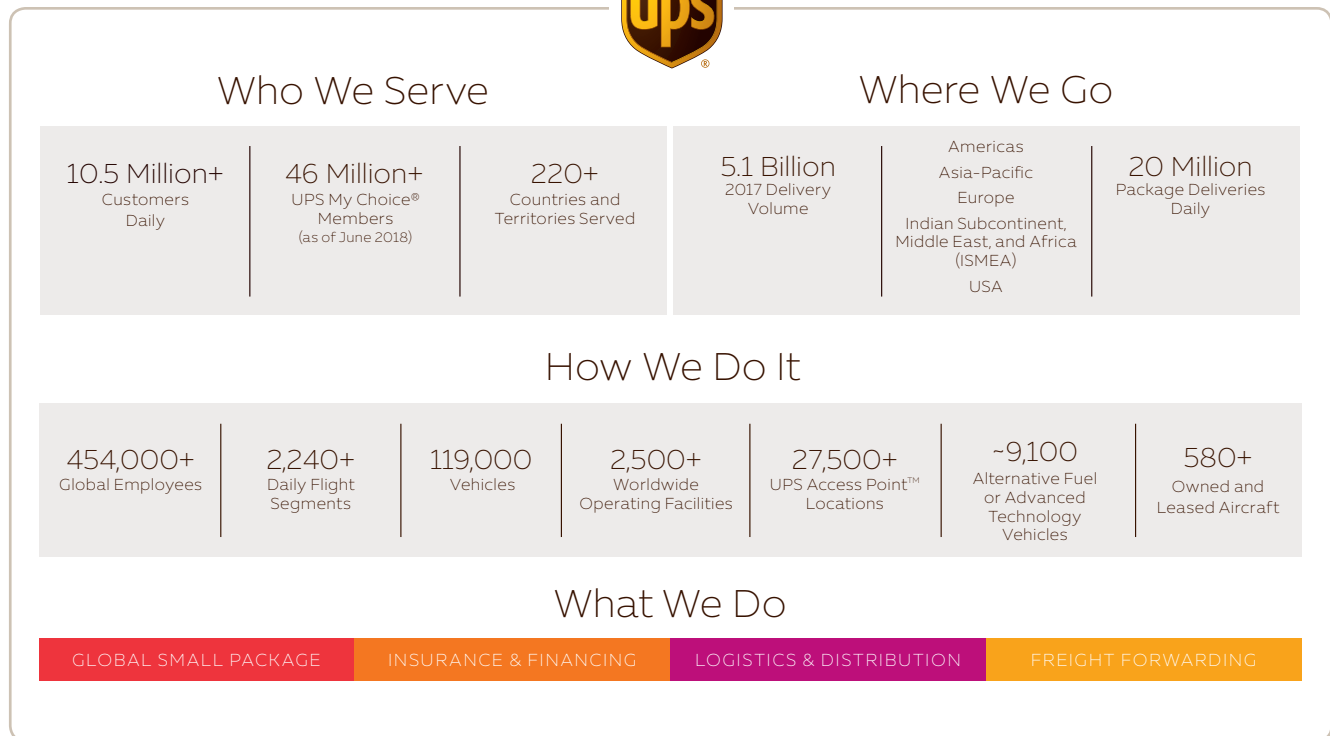 ups
®
Who We Serve
Where We Go
10.5 Million+
Customers
Daily
46 Million+
UPS My Choice®
Members
(as of June 2018)
220+
Countries and
Territories Served
5.1 Billion
2017 Delivery
Volume
Americas
Asia-Pacific
Europe
Indian Subcontinent,
Middle East, and Africa
(ISMEA)
USA
20 Million
Package Deliveries
Daily
How We Do It
454,000+
Global Employees
2,240+
Daily Flight
Segments
119,000
Vehicles
2,500+
Worldwide
Operating Facilities
27,500+
UPS Access Point™
Locations
~9,100
Alternative Fuel
or Advanced
Technology
Vehicles
580+
Owned and
Leased Aircraft
What We Do
GLOBAL SMALL PACKAGE
INSURANCE & FINANCING
LOGISTICS & DISTRIBUTION
FREIGHT FORWARDING